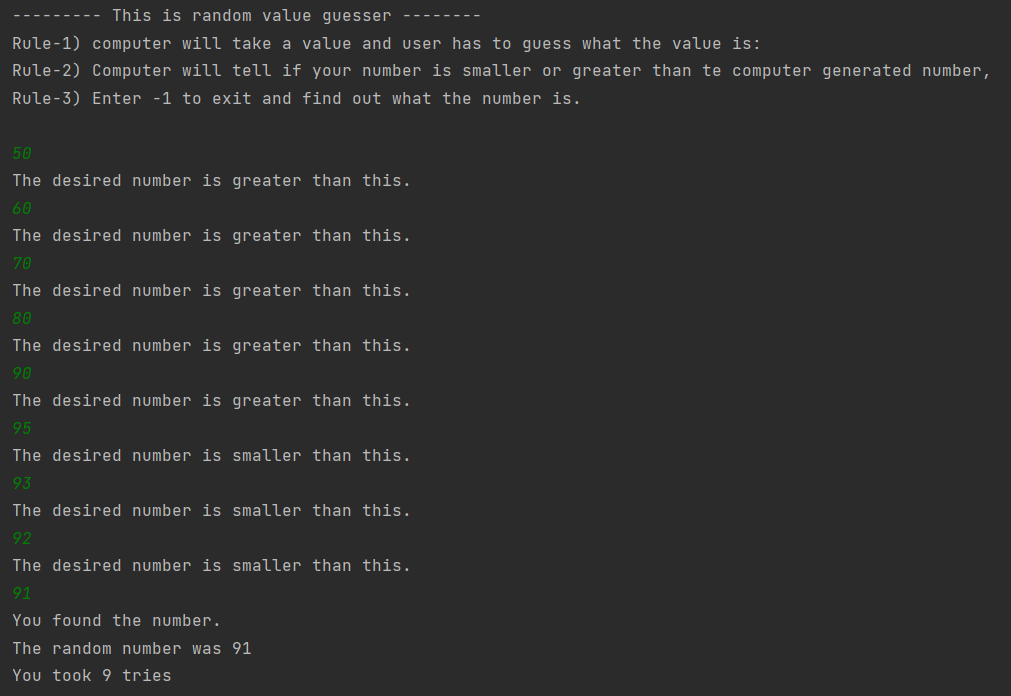 --------- This is random value guesser --------
Rule-1) computer will take a value and user has to guess what the value is:
Rule-2) Computer will tell if your number is smaller or greater than te computer generated number,
Rule-3) Enter -1 to exit and find out what the number is.
50
The desired number is greater than this.
60
The desired number is greater than this.
70
The desired number is greater than this.
80
The desired number is greater than this.
90
The desired number is greater than this.
95
The desired number is smaller than this.
93
The desired number is smaller than this.
92
The desired number is smaller than this.
91
You found the number.
The random number was 91
You took 9 tries